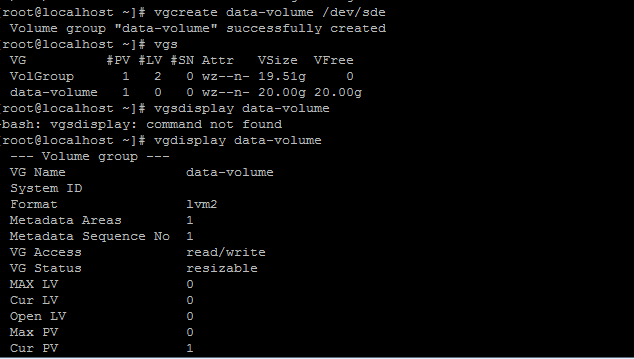 [root@localhost ~]# vgcreate data-volume /dev/sde
Volume group "data-volume" successfully created
[root@localhost ~]# vgs
VG #PV #LV #SN Attr VSize VFree
VolGroup 1 2 0 wz--n- 19.51g 0
data-volume 1 0 0 wz--n- 20.00g 20.00g
[root@localhost ~]# vgsdisplay data-volume
-bash: vgsdisplay: command not found
[root@localhost ~]# vgdisplay data-volume
--- Volume group ---
VG Name data-volume
System ID
Format lvm2
Metadata Areas 1
Metadata Sequence No 1
VG Access read/write
VG Status resizable
MAX LV 0
Cur LV 0
Open LV 0
Max PV 0
Cur PV 1